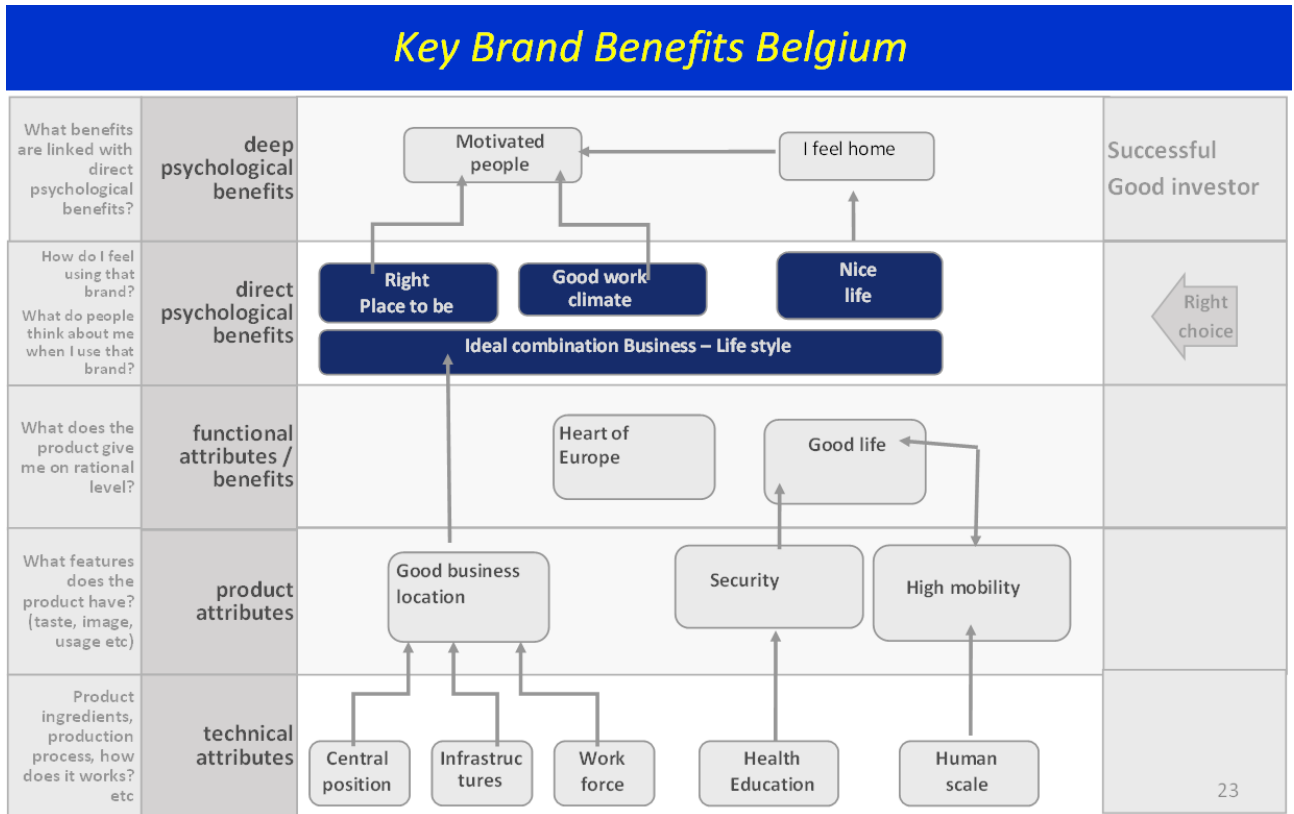 Key Brand Benefits Belgium
What benefits
are linked with
direct
psychological
benefits?
deep
psychological
benefits
Motivated
people
I feel home
Successful
Good investor
How do I feel
using that
brand?
What do people
think about me
when I use that
brand?
direct
psychological
benefits
Right
Place to be
Good work
climate
Nice
life
Ideal combination Business – Life style
Right
choice
What does the
product give
me on rational
level?
functional
attributes /
benefits
Heart of
Europe
Good life
What features
does the
product have?
(taste, image,
usage etc)
product
attributes
Good business
location
Security
High mobility
Product
ingredients,
production
process, how
does it works?
etc
technical
attributes
Central
position
Infrastruc
tures
Work
force
Health
Education
Human
scale
23